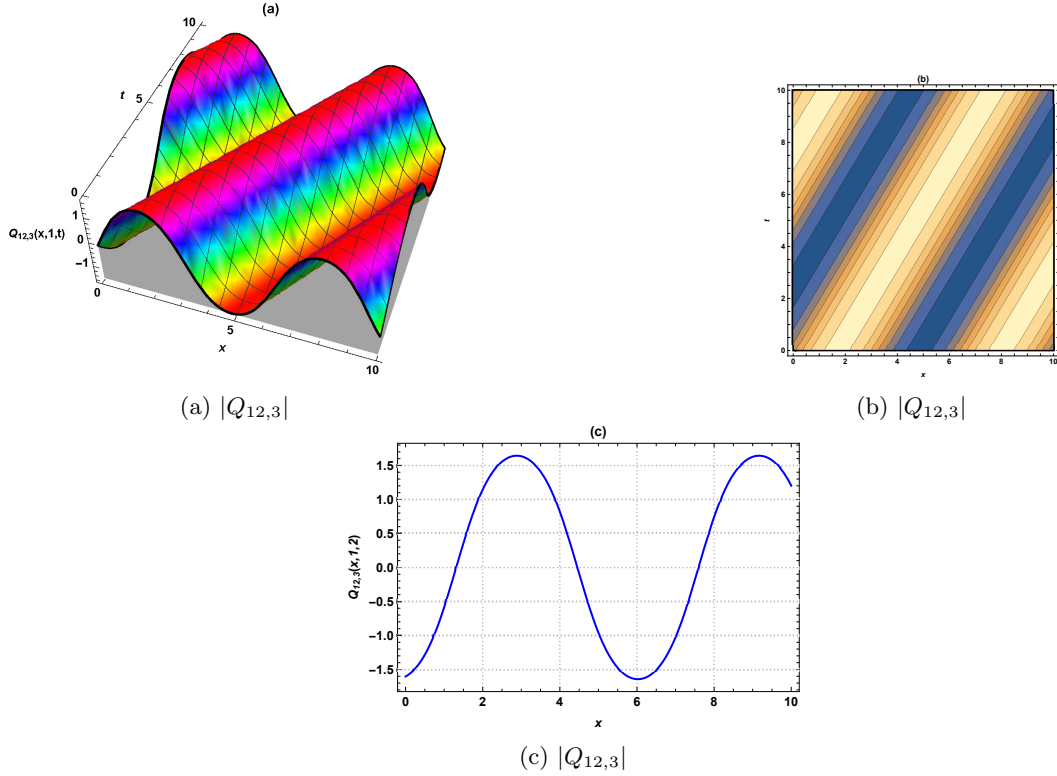 (a)
10
t
5
0
1
0
−1
Q12,3(x,1,t)
0
5
x
10
(a) |Q12,3|
(b)
10
8
6
t
4
2
0
0 2 4 6 8 10
x
(b) |Q12,3|
(c)
1.5
1.0
0.5
Q12,3(x,1,2)
0.0
−0.5
−1.0
−1.5
0 2 4 6 8 10
x
(c) |Q12,3|